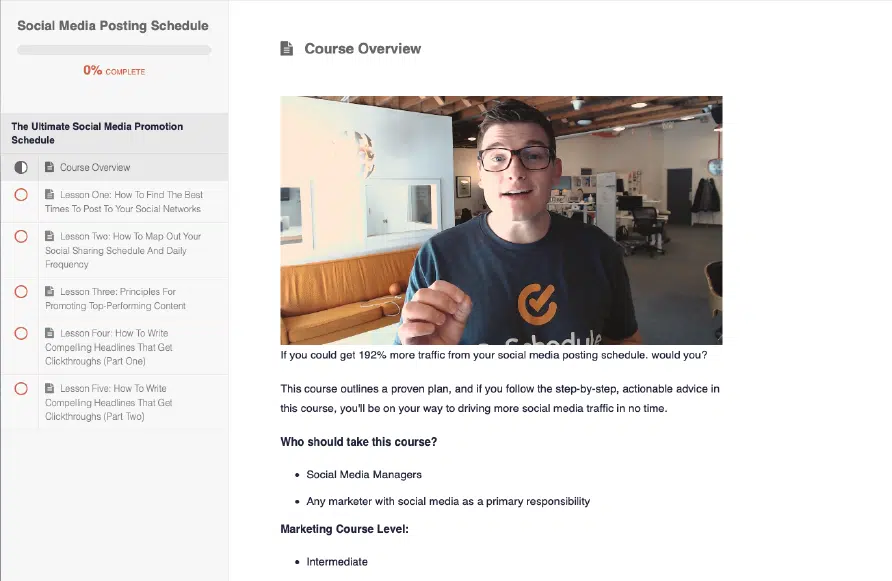 Social Media Posting Schedule
0% COMPLETE
The Ultimate Social Media Promotion
Schedule
Course Overview
Lesson One: How To Find The Best
Times To Post To Your Social Networks
Lesson Two: How To Map Out Your
Social Sharing Schedule And Daily
Frequency
Lesson Three: Principles For
Promoting Top-Performing Content
Lesson Four: How To Write
Compelling Headlines That Get
Clickthroughs (Part One)
Lesson Five: How To Write
Compelling Headlines That Get
Clickthroughs (Part Two)
Course Overview
Schedule
If you could get 192% more traffic from your social media posting schedule. would you?
This course outlines a proven plan, and if you follow the step-by-step, actionable advice in
this course, you'll be on your way to driving more social media traffic in no time.
Who should take this course?
Social Media Managers
Any marketer with social media as a primary responsibility
Marketing Course Level:
Intermediate